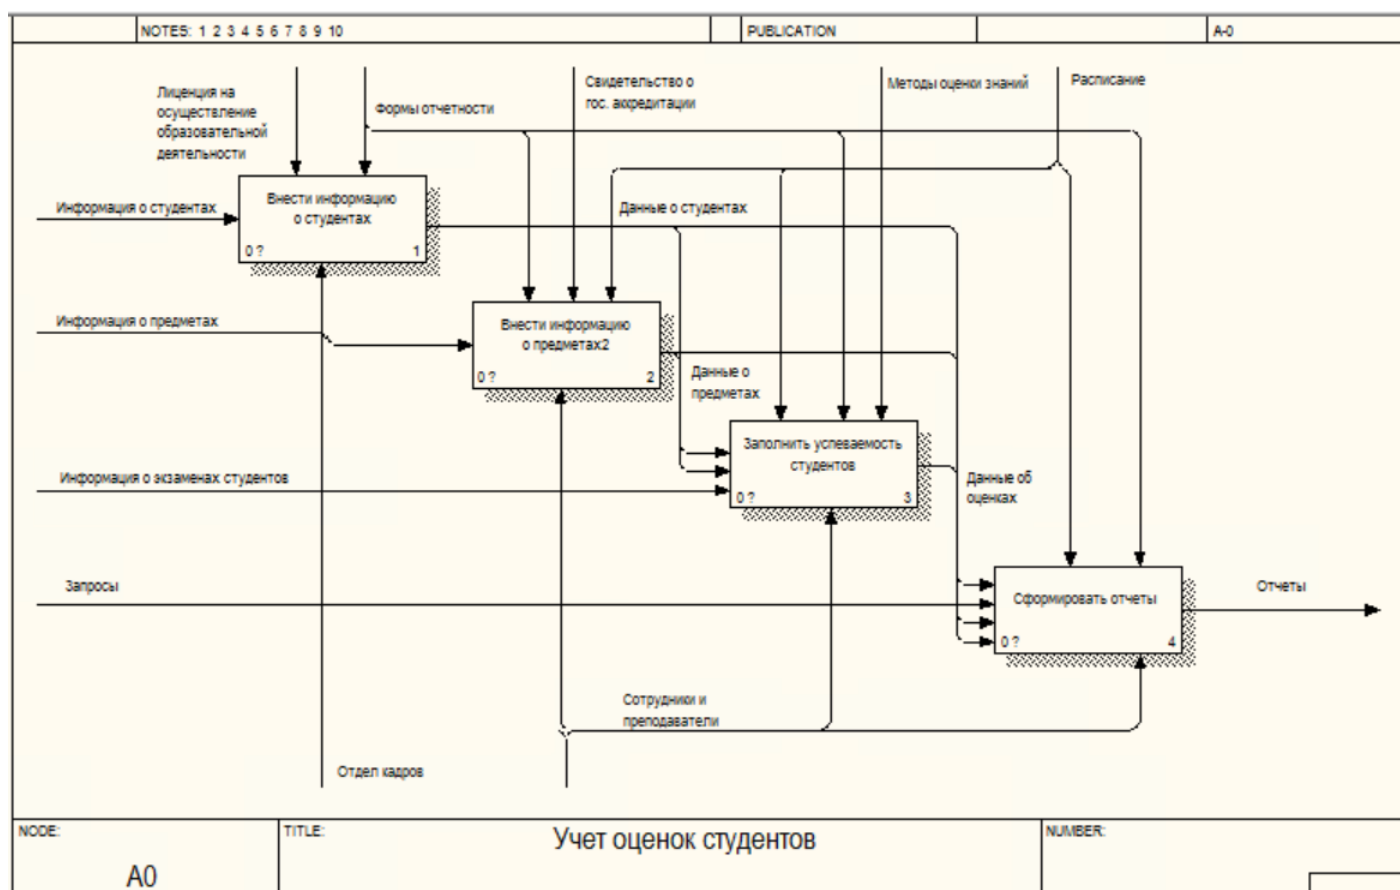 NOTES: 1 2 3 4 5 6 7 8 9 10
PUBLICATION
A-0
Лиценция на
осуществление
образовательной
деятельности
Формы отчетности
Свидетельство о
гос. аккредитации
Методы оценки знаний
Расписание
Информация о студентах
Внести информацию
о студентах
0 ?
1
Данные о студентах
Информация о предметах
Внести информацию
о предметах2
0 ?
2
Данные о
предметах
Информация о экзаменах студентов
Заполнить успеваемость
студентов
0 ?
3
Данные об
оценках
Запросы
Сформировать отчеты
0 ?
4
Отчеты
Сотрудники и
преподаватели
Отдел кадров
NODE:
A0
TITLE:
Учет оценок студентов
NUMBER: